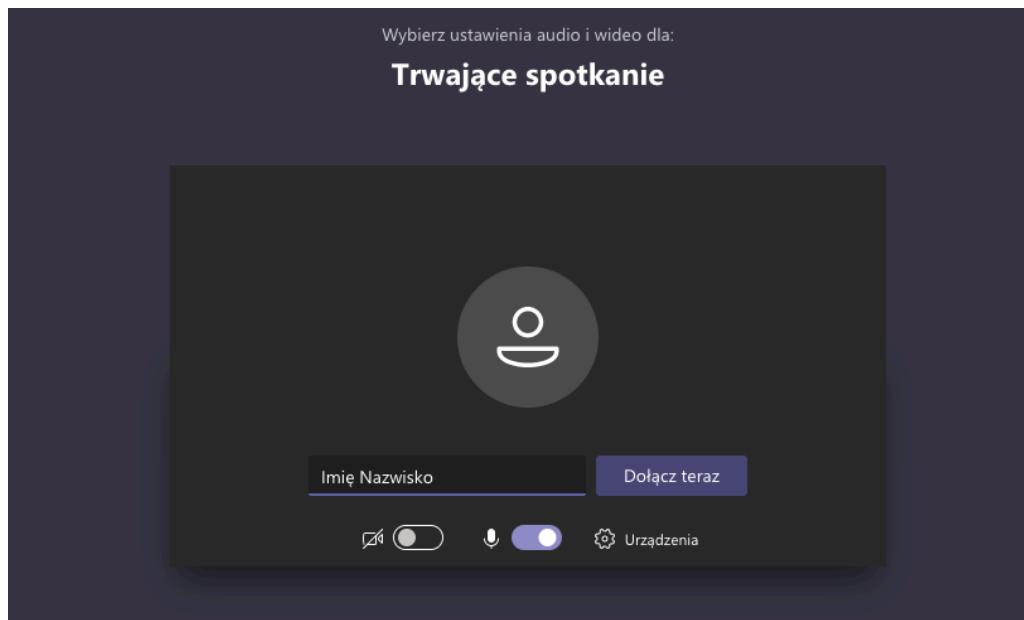 Wybierz ustawienia audio i wideo dla:
Trwające spotkanie
Imię Nazwisko
Dołącz teraz
Urządzenia